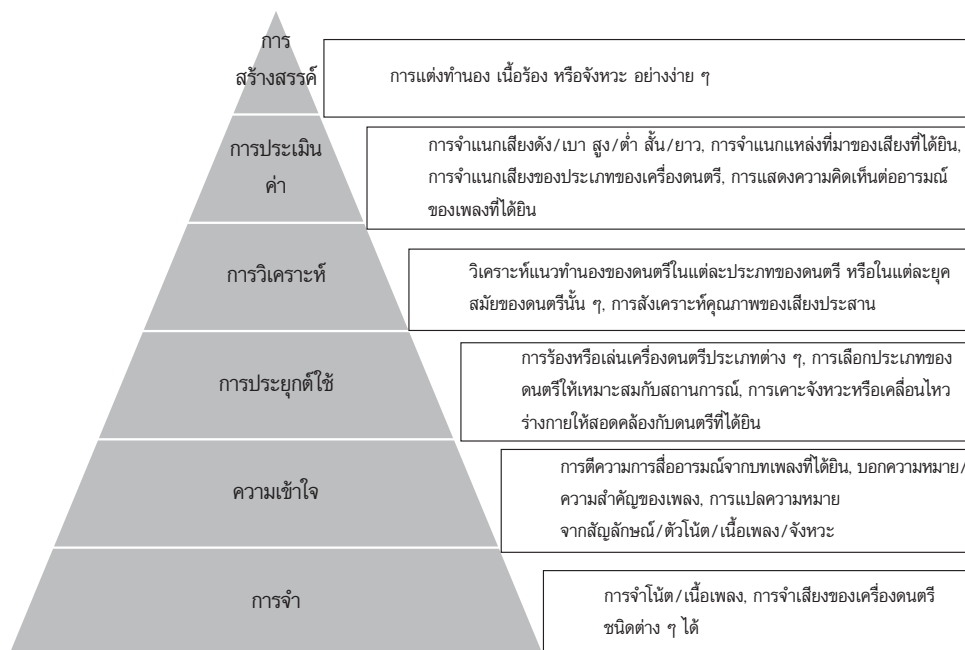 การ
สร้างสรรค์
การแต่งทำนอง เนื้อร้อง หรือจังหวะ อย่างง่าย ๆ
การประเมิน
ค่า
การจำแนกเสียงดัง/เบา สูง/ต่ำ สั้น/ยาว, การจำแนกแหล่งที่มาของเสียงที่ได้ยิน,
การจำแนกเสียงของประเภทของเครื่องดนตรี, การแสดงความคิดเห็นต่ออารมณ์
ของเพลงที่ได้ยิน
การวิเคราะห์
วิเคราะห์แนวทำนองของดนตรีในแต่ละประภทของดนตรี หรือในแต่ละยุค
สมัยของดนตรีนั้น ๆ, การสังเคราะห์คุณภาพของเสียงประสาน
การประยุกต์ใช้
การร้องหรือเล่นเครื่องดนตรีประเภทต่าง ๆ, การเลือกประเภทของ
ดนตรีให้เหมาะสมกับสถานการณ์, การเคาะจังหวะหรือเคลื่อนไหว
ร่างกายให้สอดคล้องกับดนตรีที่ได้ยิน
ความเข้าใจ
การตีความการสื่ออารมณ์จากบทเพลงที่ได้ยิน, บอกความหมาย/
ความสำคัญของเพลง, การแปลความหมาย
จากสัญลักษณ์/ตัวโน้ต/เนื้อเพลง/จังหวะ
การจำ
การจำโน้ต/เนื้อเพลง, การจำเสียงของเครื่องดนตรี
ชนิดต่าง ๆ ได้